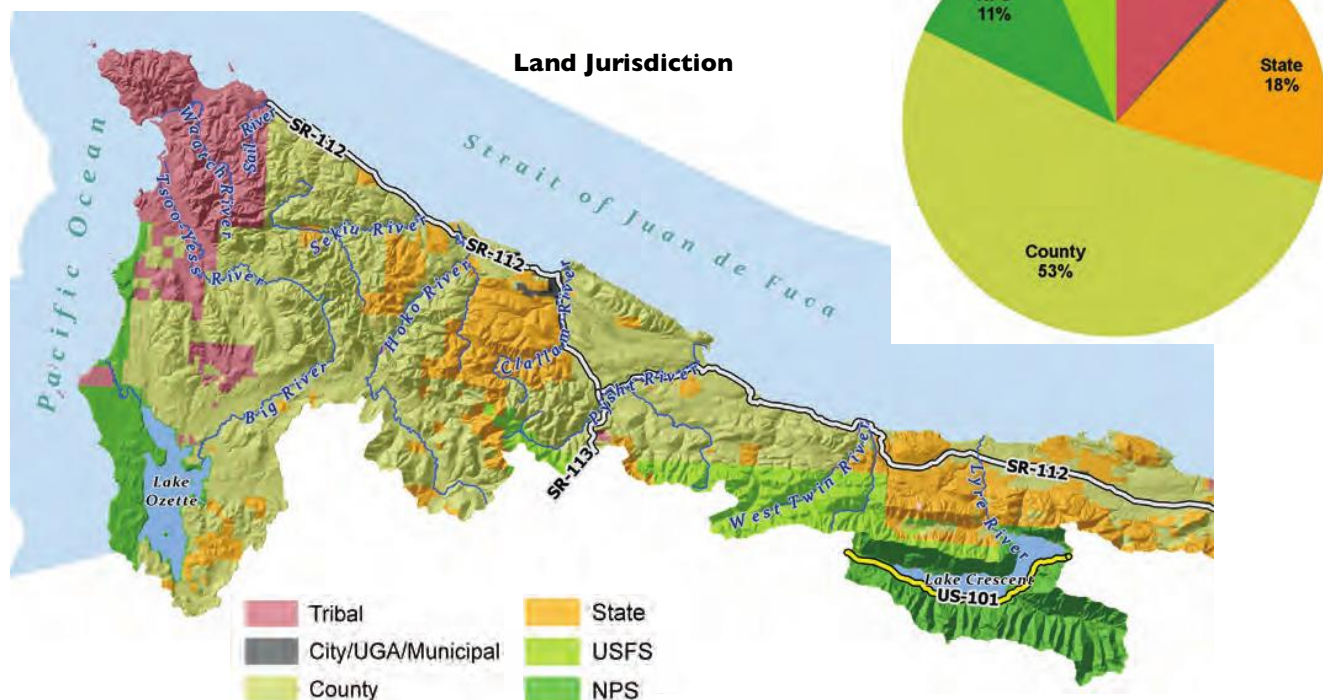 Land Jurisdiction
11%
State
18%
County
53%
Pacific Ocean
Strait of Juan de Fuca
SR-112
Sail River
Waatch River
Tsoo-Yess
River
Sekiu River
SR-112
Hoko River
Clallam River
Big River
Pysht River
SR-113
Lake
Ozette
West Twin River
Lyre River
SR-112
Lake Crescent
US-101
Tribal
City/UGA/Municipal
County
State
USFS
NPS